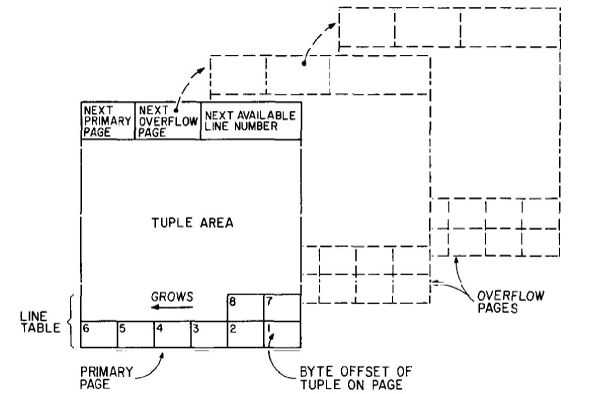 NEXT
PRIMARY
PAGE
NEXT
OVERFLOW
PAGE
NEXT AVAILABLE
LINE NUMBER
TUPLE AREA
GROWS
8 7
LINE
TABLE
6 5 4 3 2 1
OVERFLOW
PAGES
PRIMARY
PAGE
BYTE OFFSET OF
TUPLE ON PAGE